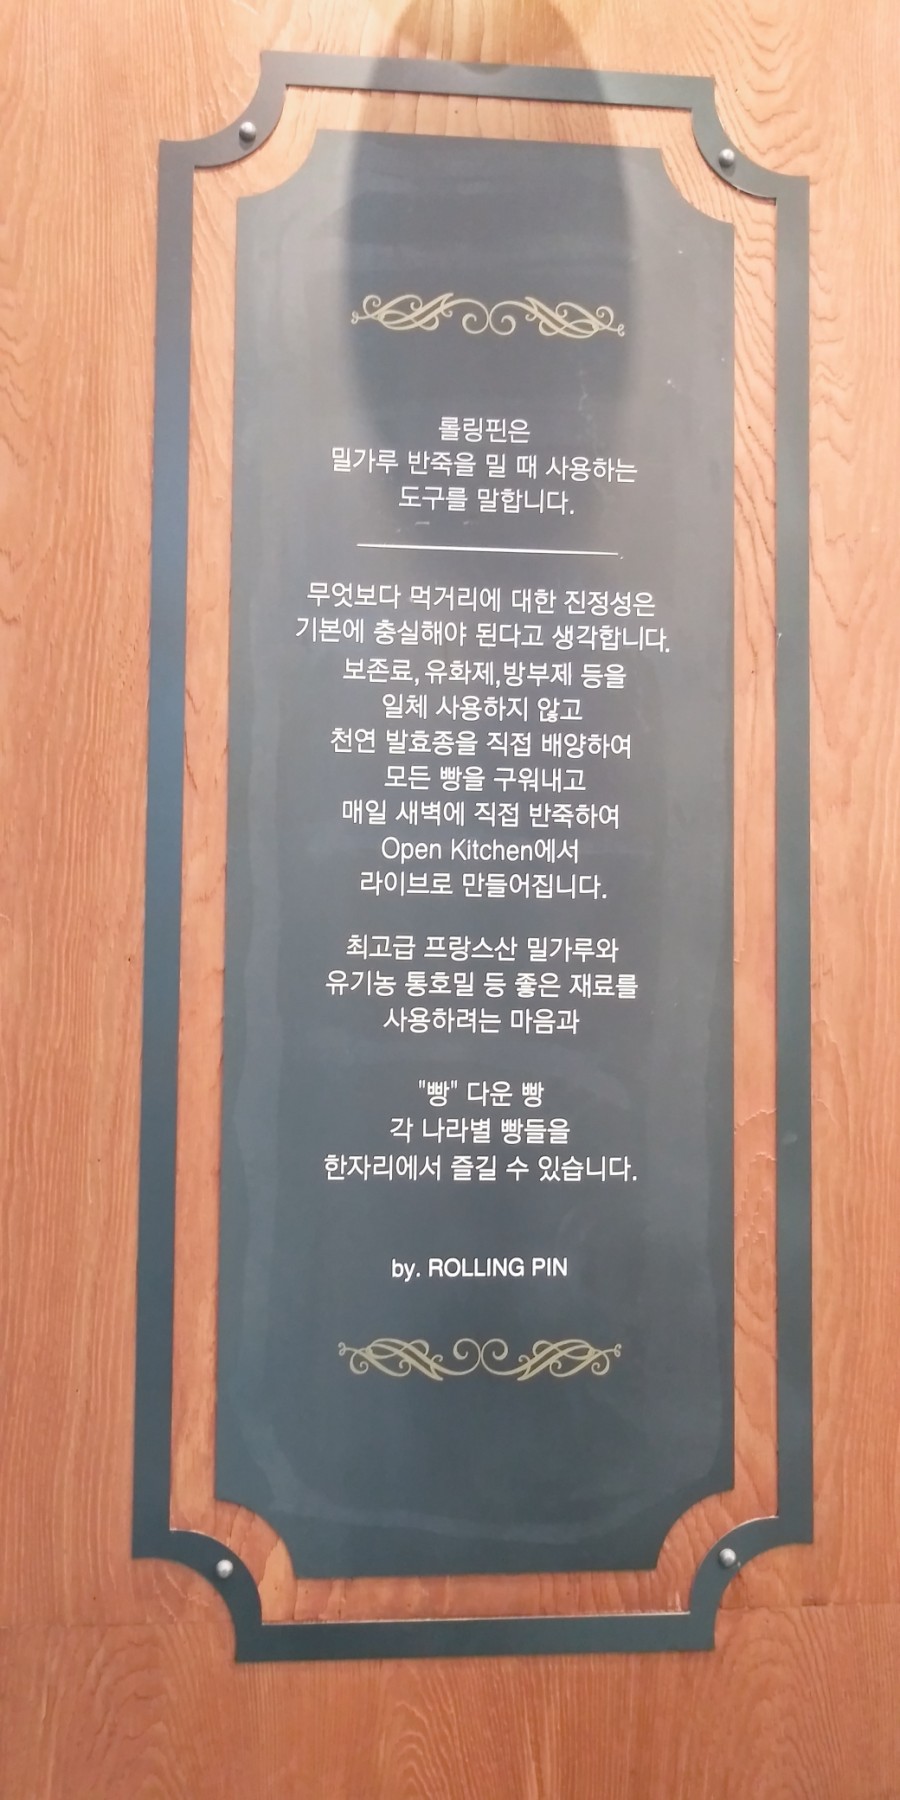 롤링핀은
밀가루 반죽을 밀 때 사용하는
도구를 말합니다.
무엇보다 먹거리에 대한 진정성은
기본에 충실해야 된다고 생각합니다.
보존료, 유화제,방부제 등을
일체 사용하지 않고
천연 발효종을 직접 배양하여
모든 빵을 구워내고
매일 새벽에 직접 반죽하여
Open Kitchen에서
라이브로 만들어집니다.
최고급 프랑스산 밀가루와
유기농 통호밀 등 좋은 재료를
사용하려는 마음과
"빵" 다운 빵
각 나라별 빵들을
한자리에서 즐길 수 있습니다.
by. ROLLING PIN